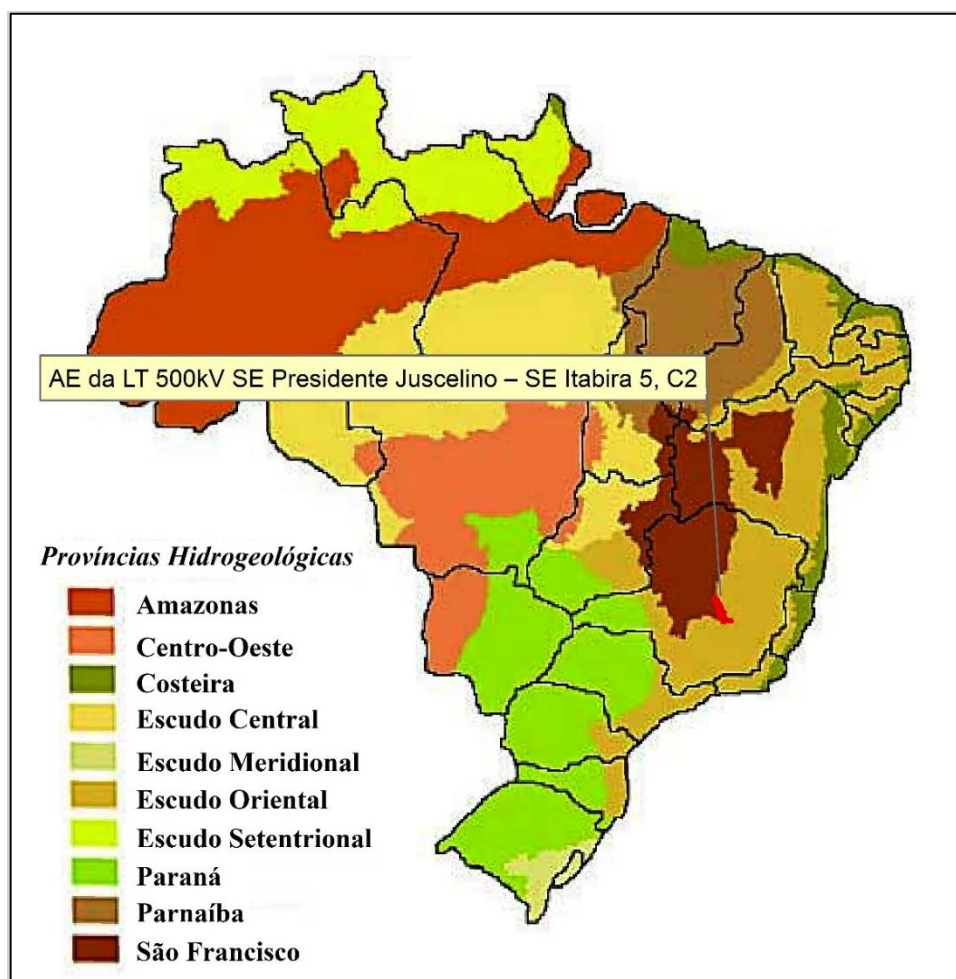 AE da LT 500kV SE Presidente Juscelino – SE Itabira 5, C2
Províncias Hidrogeológicas
Amazonas
Centro-Oeste
Costeira
Escudo Central
Escudo Meridional
Escudo Oriental
Escudo Setentrional
Paraná
Parnaíba
São Francisco